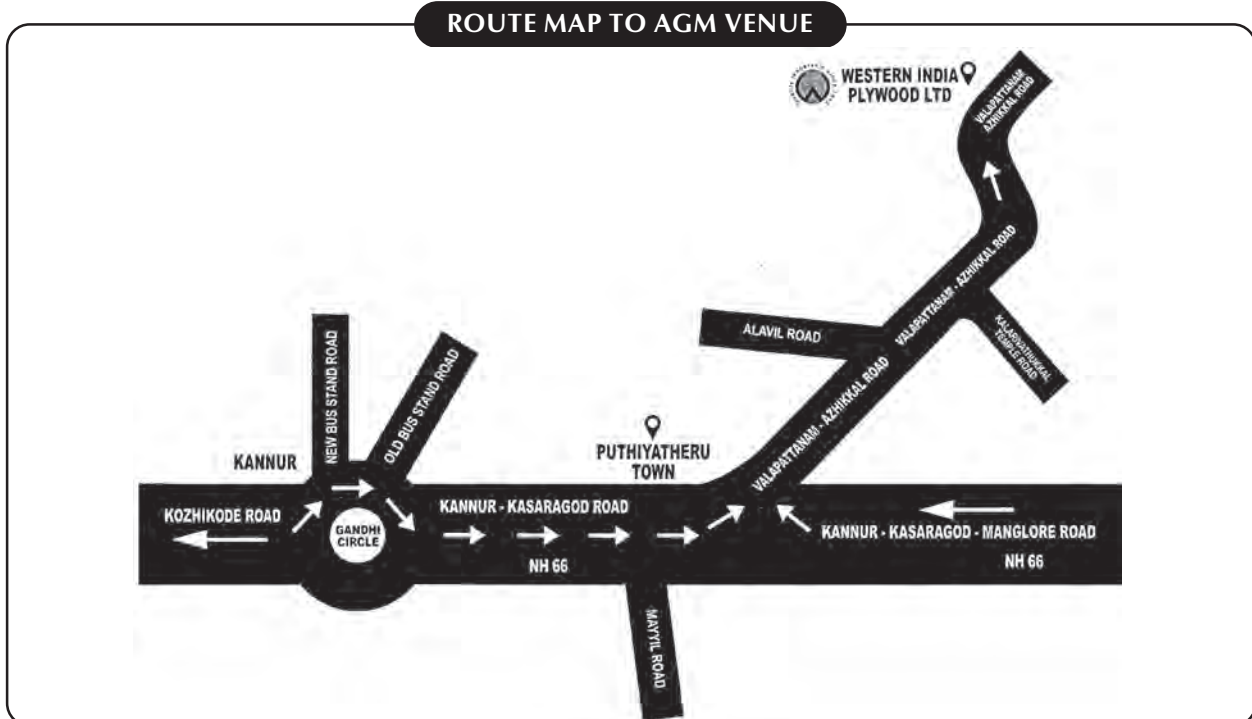 ROUTE MAP TO AGM VENUE
WESTERN INDIA
PLYWOOD LTD
VALAPATTANAM
AZHIKKAL ROAD
VALAPATTANAM - AZHIKKAL ROAD
KALARIVATHUKKAL
TEMPLE ROAD
ALAVIL ROAD
VALAPATTANAM - AZHIKKAL ROAD
NEW BUS STAND ROAD
OLD BUS STAND ROAD
KANNUR
PUTHIYATHERU
TOWN
KOZHIKODE ROAD
GANDHI
CIRCLE
KANNUR - KASARAGOD ROAD
NH 66
KANNUR - KASARAGOD - MANGLORE ROAD
NH 66
MAYYIL ROAD